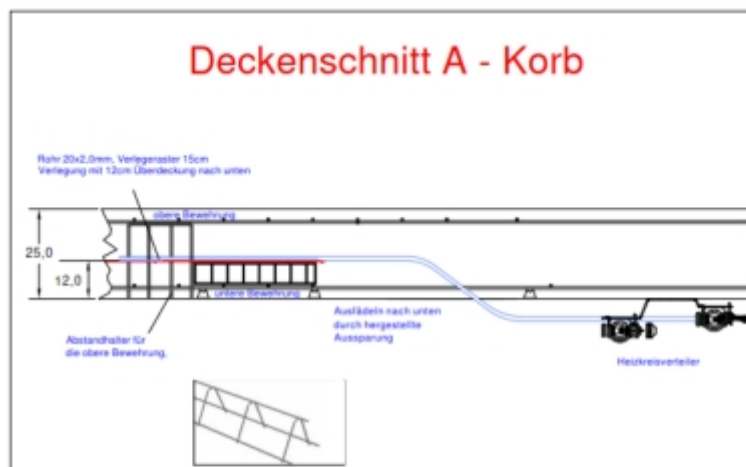 Deckenschnitt A - Korb
Rohr 20x2,0mm, Verlegeraster 15cm
Verlegung mit 12cm Überdeckung nach unten
obere Bewehrung
25,0
12,0
untere Bewehrung
Abstandhalter für
die obere Bewehrung,
Ausfädeln nach unten
durch hergestellte
Aussparung
Heizkreisverteiler